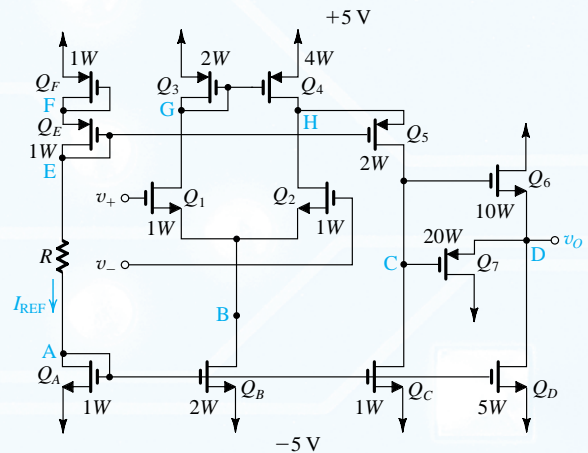 +5 V
1W
2W
4W
Q_F
Q_3
Q_4
F
G
H
Q_E
Q_5
1W
2W
E
Q_6
v_+
Q_1
Q_2
10W
1W
1W
20W
R
v_-
C
Q_7
D
v_O
I_REF
B
A
Q_A
Q_B
Q_C
Q_D
1W
2W
1W
5W
−5 V